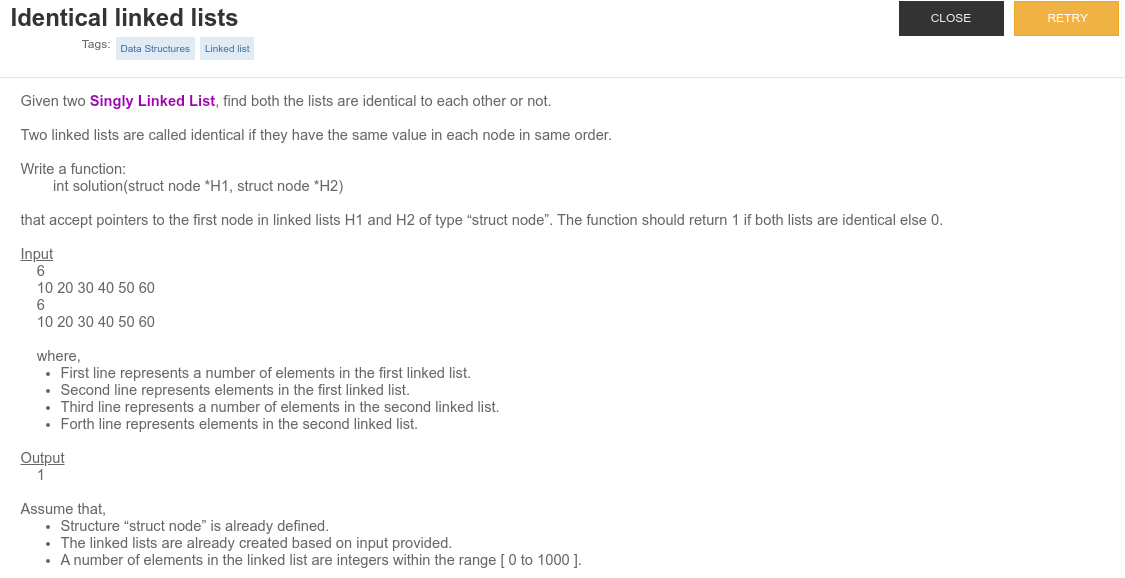 Identical linked lists
CLOSE
RETRY
Tags: Data Structures Linked list
Given two Singly Linked List, find both the lists are identical to each other or not.
Two linked lists are called identical if they have the same value in each node in same order.
Write a function:
int solution(struct node *H1, struct node *H2)
that accept pointers to the first node in linked lists H1 and H2 of type “struct node”. The function should return 1 if both lists are identical else 0.
Input
6
10 20 30 40 50 60
6
10 20 30 40 50 60
where,
• First line represents a number of elements in the first linked list.
• Second line represents elements in the first linked list.
• Third line represents a number of elements in the second linked list.
• Forth line represents elements in the second linked list.
Output
1
Assume that,
• Structure “struct node” is already defined.
• The linked lists are already created based on input provided.
• A number of elements in the linked list are integers within the range [ 0 to 1000 ].